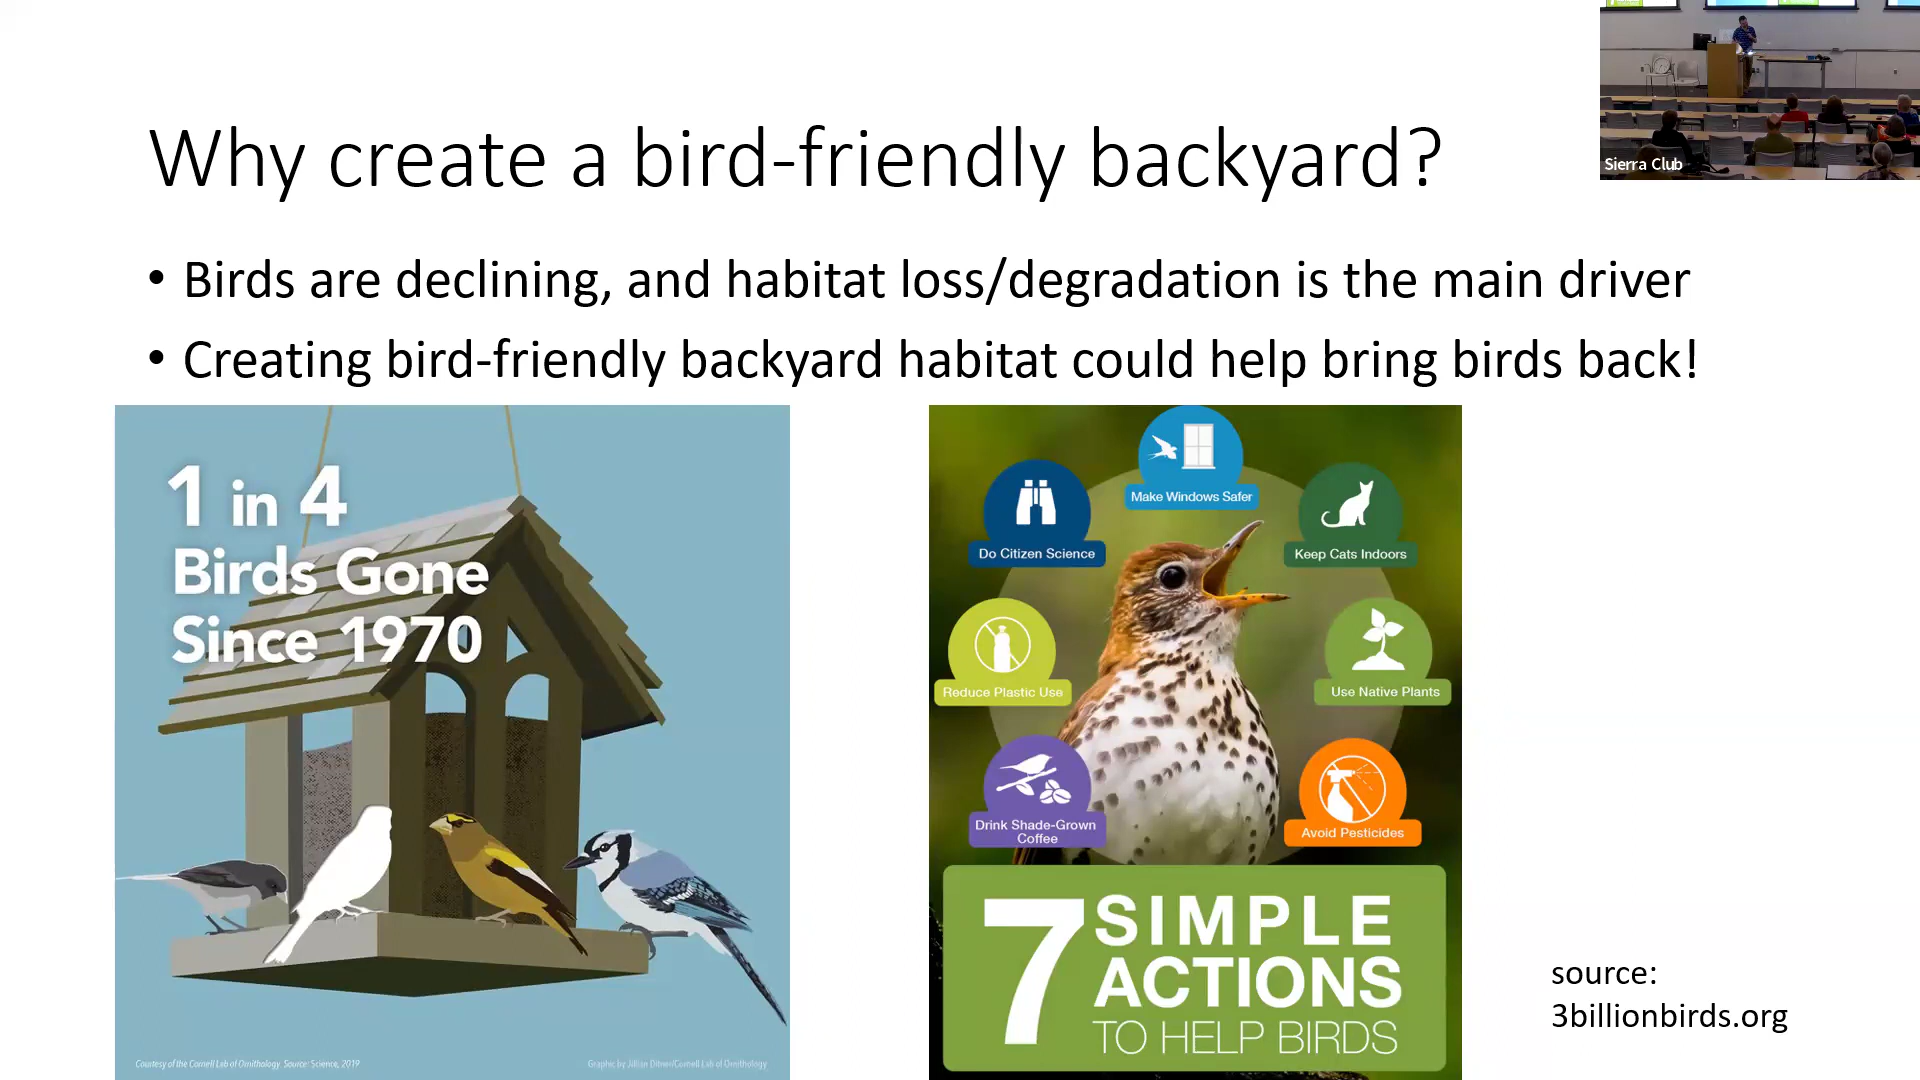 Sierra Club
Why create a bird-friendly backyard?
• Birds are declining, and habitat loss/degradation is the main driver
• Creating bird-friendly backyard habitat could help bring birds back!
1 in 4
Birds Gone
Since 1970
Courtesy of the Cornell Lab of Ornithology. Source: Science, 2019
Graphic by Jillian Ditner/Cornell Lab of Ornithology
Make Windows Safer
Do Citizen Science
Keep Cats Indoors
Reduce Plastic Use
Use Native Plants
Drink Shade-Grown
Coffee
Avoid Pesticides
7 SIMPLE
ACTIONS
TO HELP BIRDS
source:
3billionbirds.org